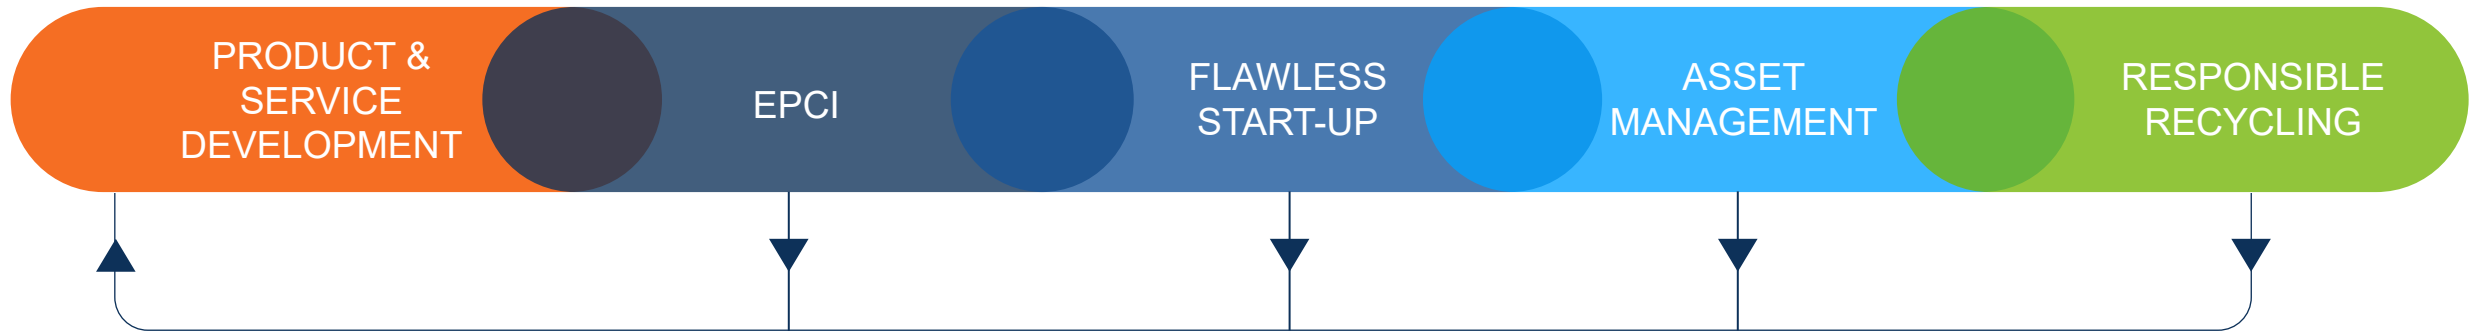 PRODUCT &
SERVICE
DEVELOPMENT
EPCI
FLAWLESS
START-UP
ASSET
MANAGEMENT
RESPONSIBLE
RECYCLING